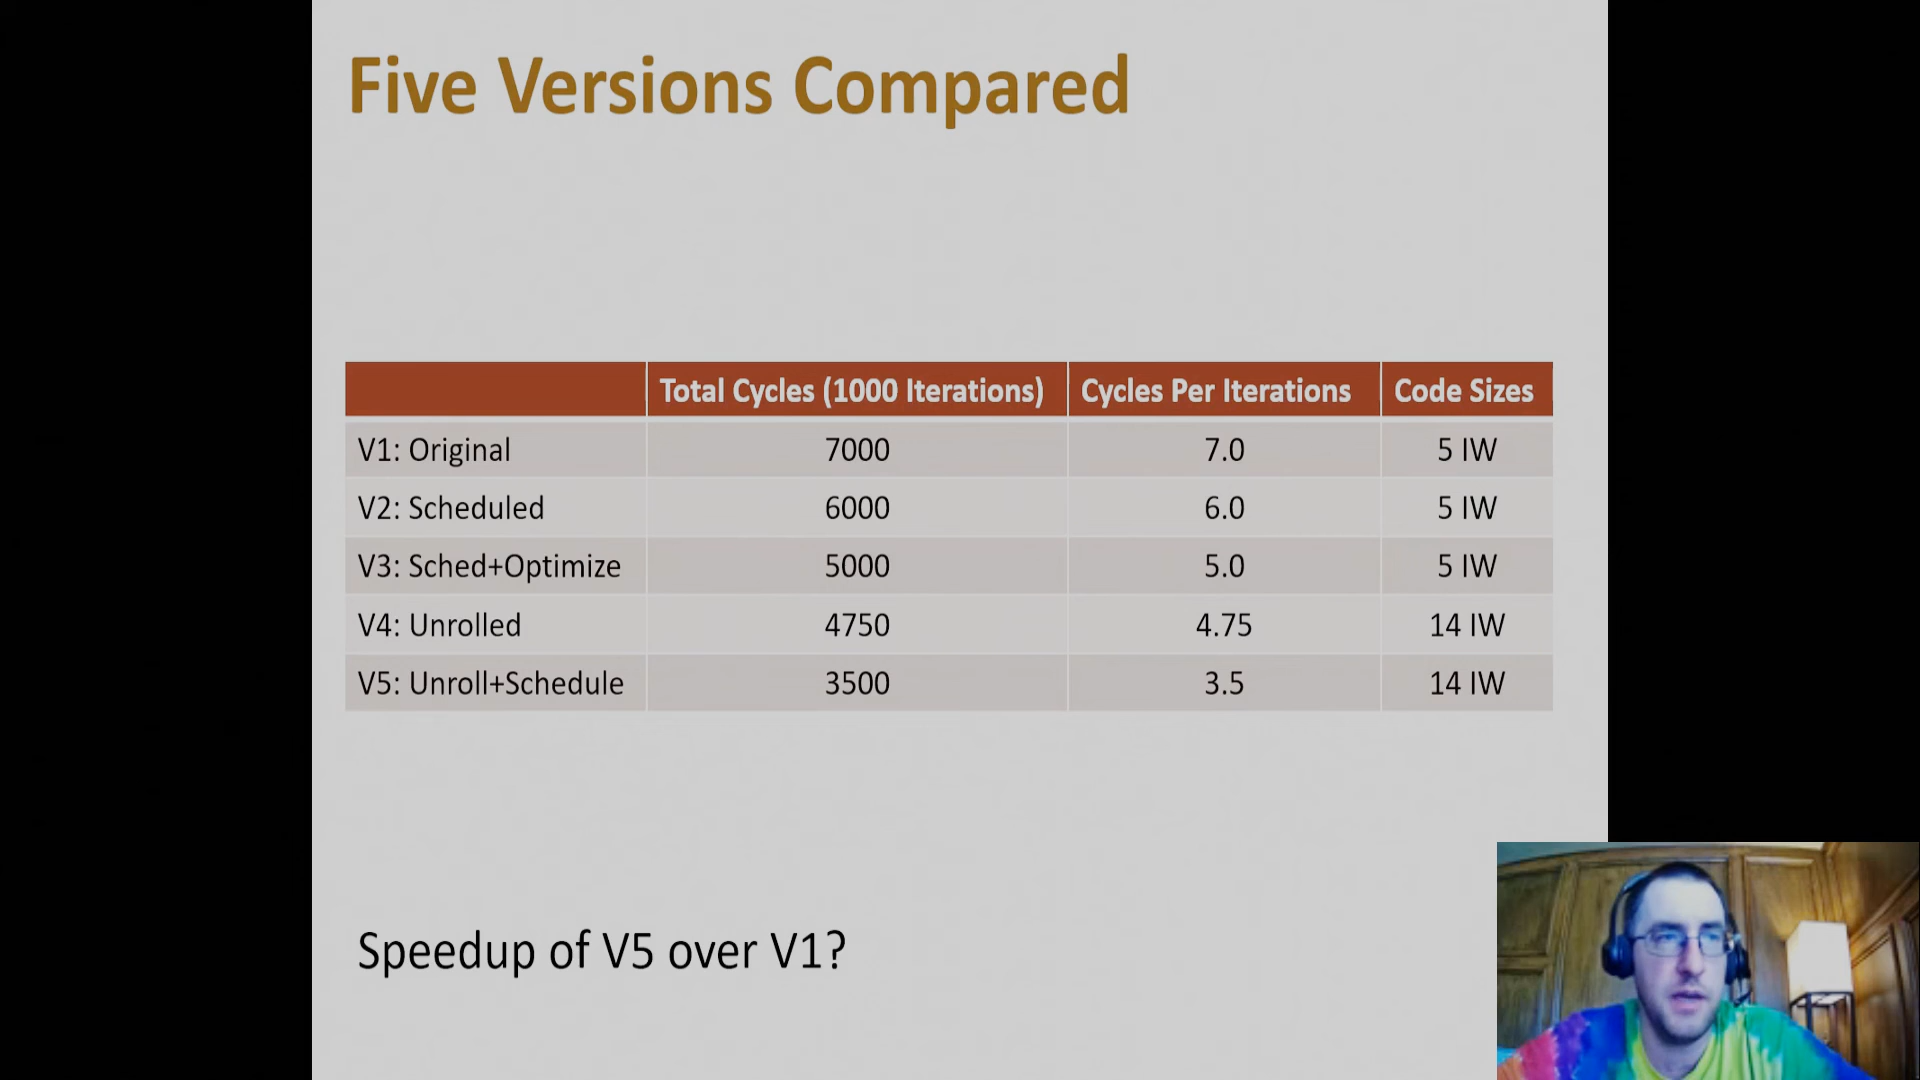 Five Versions Compared
Total Cycles (1000 Iterations) Cycles Per Iterations Code Sizes
V1: Original 7000 7.0 5 IW
V2: Scheduled 6000 6.0 5 IW
V3: Sched+Optimize 5000 5.0 5 IW
V4: Unrolled 4750 4.75 14 IW
V5: Unroll+Schedule 3500 3.5 14 IW
Speedup of V5 over V1?